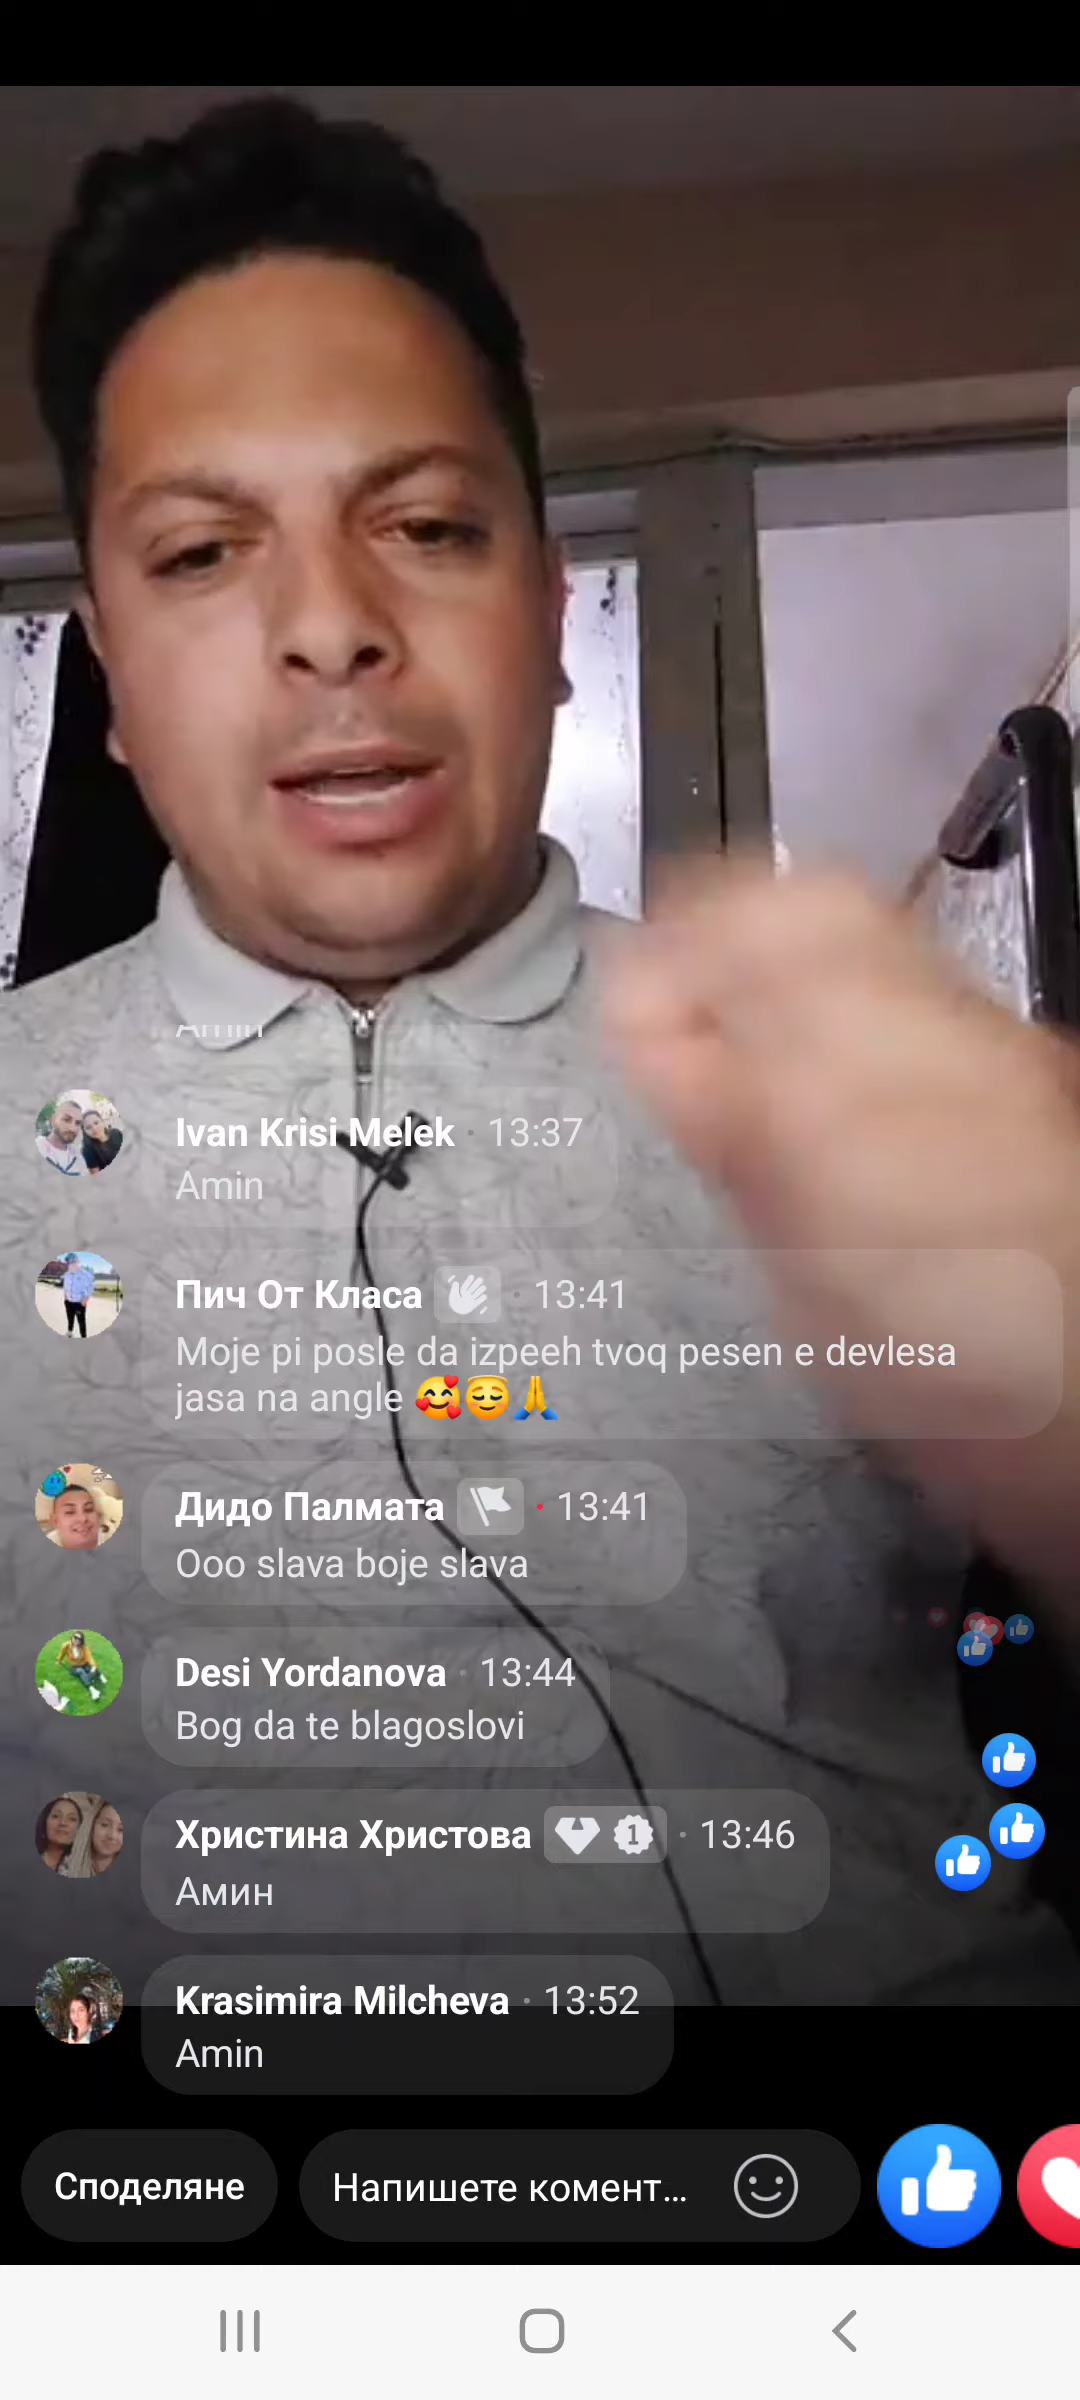 Amin
Ivan Krisi Melek · 13:37
Amin
Пич От Класа · 13:41
Moje pi posle da izpeeh tvoq pesen e devlesa
jasa na angle 🥰😇🙏
Дидо Палмата · 13:41
Ooo slava boje slava
Desi Yordanova · 13:44
Bog da te blagoslovi
Христина Христова 1 · 13:46
Амин
Krasimira Milcheva · 13:52
Amin
Споделяне
Напишете комент...